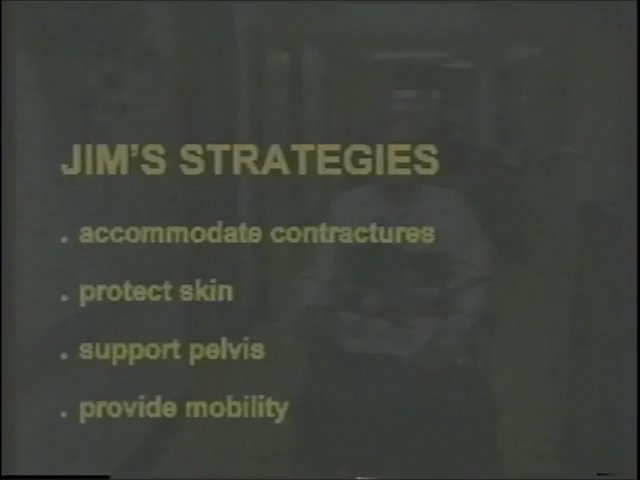 JIM'S STRATEGIES
. accommodate contractures
. protect skin
. support pelvis
. provide mobility